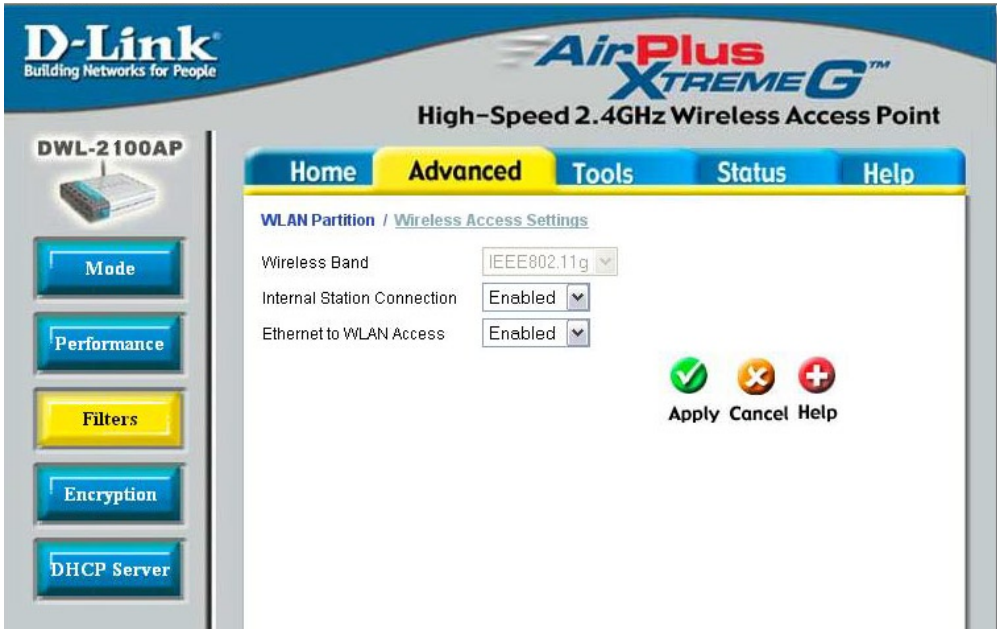 D-Link
Building Networks for People
AirPlus
XTREME G™
High-Speed 2.4GHz Wireless Access Point
DWL-2100AP
Home Advanced Tools Status Help
WLAN Partition / Wireless Access Settings
Mode
Performance
Filters
Encryption
DHCP Server
Wireless Band IEEE802.11g
Internal Station Connection Enabled
Ethernet to WLAN Access Enabled
Apply Cancel Help